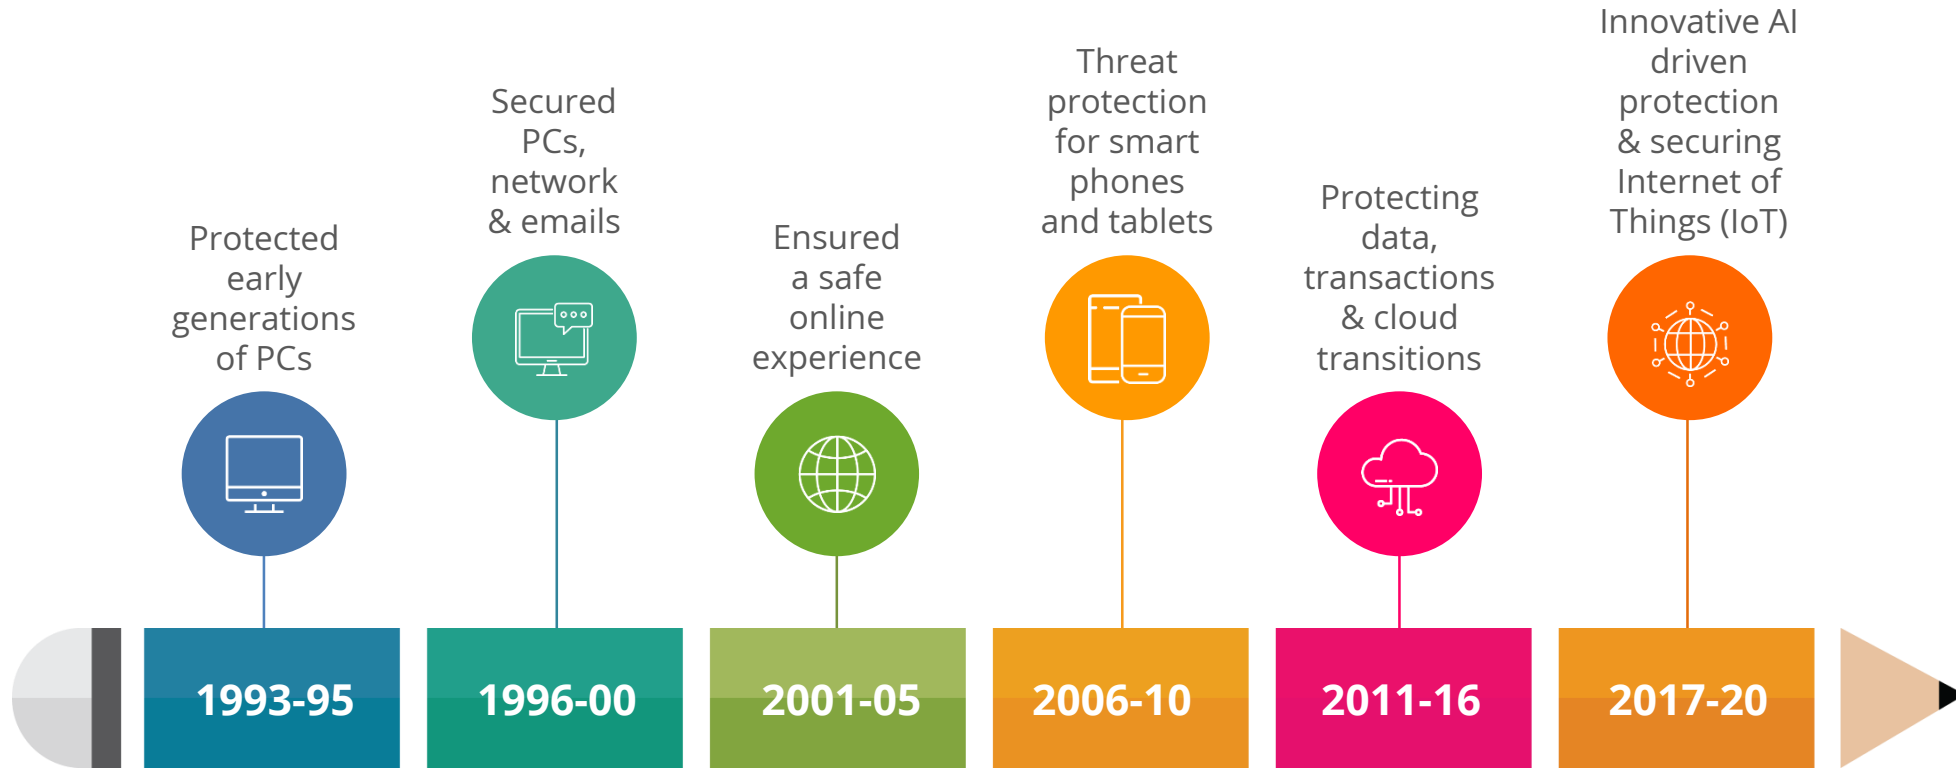 Protected
early
generations
of PCs
Secured
PCs,
network
& emails
Ensured
a safe
online
experience
Threat
protection
for smart
phones
and tablets
Protecting
data,
transactions
& cloud
transitions
Innovative AI
driven
protection
& securing
Internet of
Things (IoT)
1993-95
1996-00
2001-05
2006-10
2011-16
2017-20